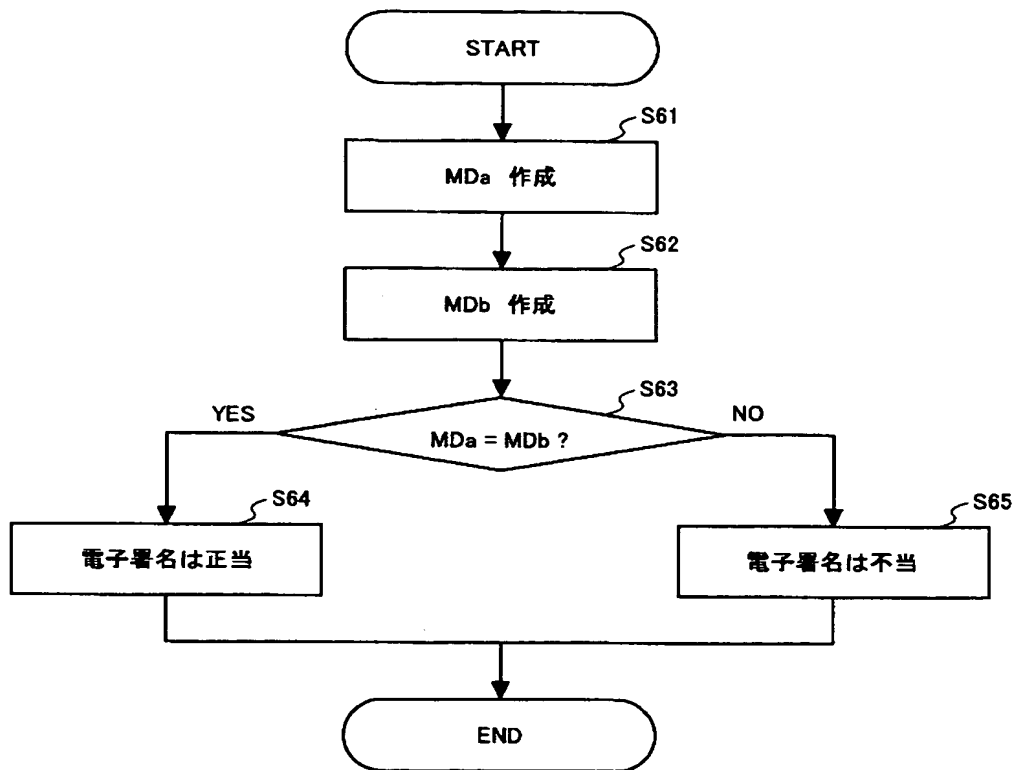 START
S61
MDa 作成
S62
MDb 作成
S63
YES
NO
MDa = MDb ?
S64
S65
電子署名は正当
電子署名は不当
END